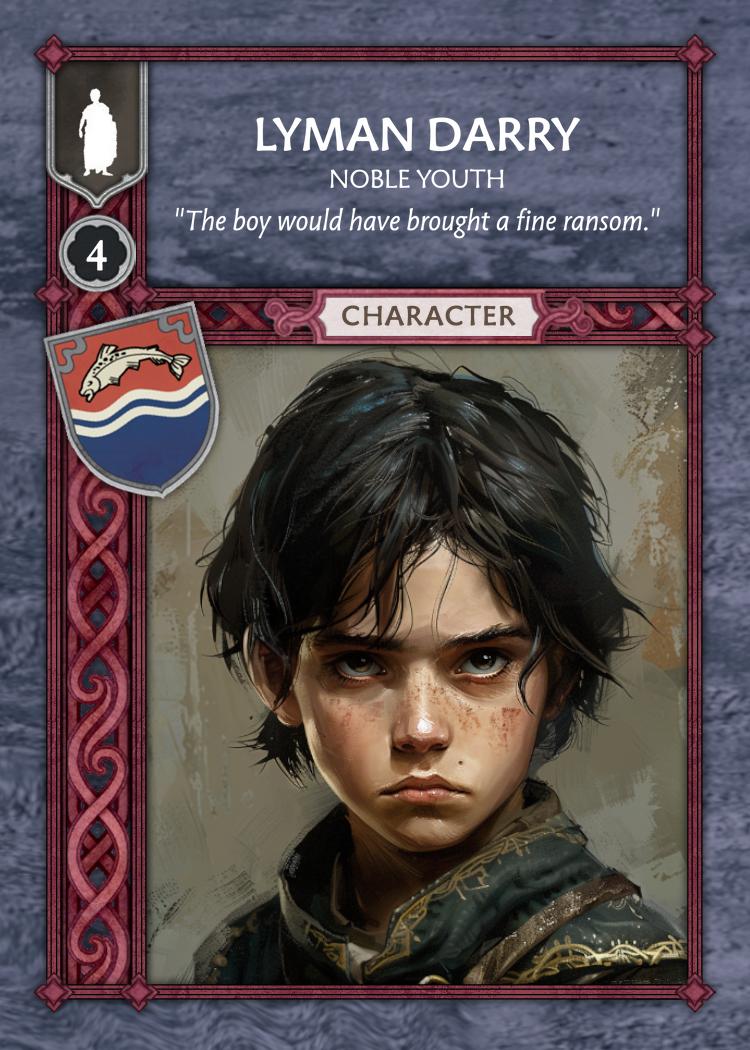 LYMAN DARRY
NOBLE YOUTH
"The boy would have brought a fine ransom."
4
CHARACTER